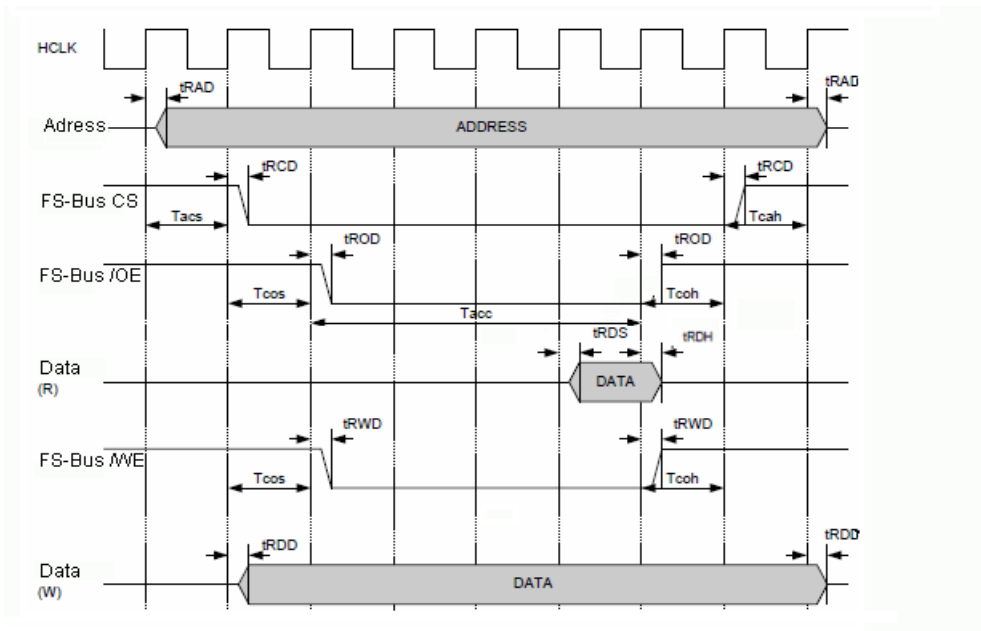 HCLK
tRAD
tRAD
Adress
ADDRESS
tRCD
tRCD
FS-Bus CS
Tacs
Tcah
tROD
tROD
FS-Bus /OE
Tcos
Tcoh
Tacc
tRDS
tRDH
Data
(R)
DATA
tRWD
tRWD
FS-Bus /WE
Tcos
Tcoh
tRDD
tRDD
Data
(W)
DATA